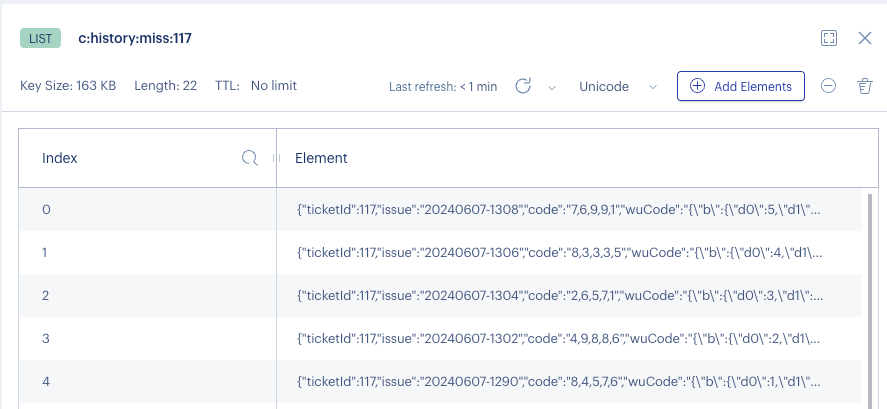 LIST c:history:miss:117
Key Size: 163 KB Length: 22 TTL: No limit Last refresh: < 1 min Unicode Add Elements
Index Element
0 {"ticketId":117,"issue":"20240607-1308","code":"7,6,9,9,1","wuCode":"{\"b\":{\"d0\":5,\"d1\"...
1 {"ticketId":117,"issue":"20240607-1306","code":"8,3,3,3,5","wuCode":"{\"b\":{\"d0\":4,\"d1\...
2 {"ticketId":117,"issue":"20240607-1304","code":"2,6,5,7,1","wuCode":"{\"b\":{\"d0\":3,\"d1\":...
3 {"ticketId":117,"issue":"20240607-1302","code":"4,9,8,8,6","wuCode":"{\"b\":{\"d0\":2,\"d1...
4 {"ticketId":117,"issue":"20240607-1290","code":"8,4,5,7,6","wuCode":"{\"b\":{\"d0\":1,\"d1\"...